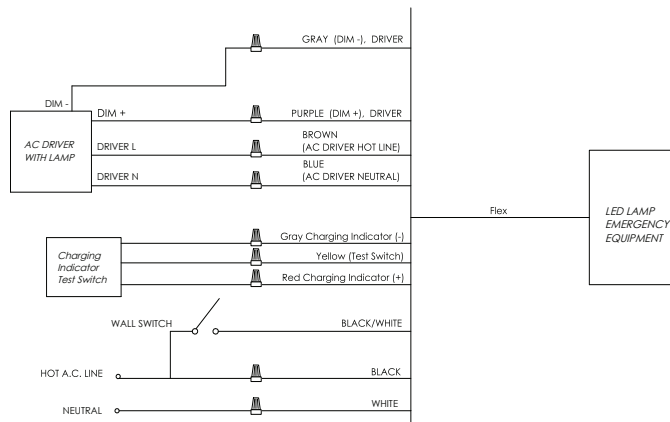 GRAY (DIM -), DRIVER
DIM -
DIM +
PURPLE (DIM +), DRIVER
AC DRIVER
WITH LAMP
DRIVER L
BROWN
(AC DRIVER HOT LINE)
DRIVER N
BLUE
(AC DRIVER NEUTRAL)
Flex
LED LAMP
EMERGENCY
EQUIPMENT
Charging
Indicator
Test Switch
Gray Charging Indicator (-)
Yellow (Test Switch)
Red Charging Indicator (+)
WALL SWITCH
BLACK/WHITE
HOT A.C. LINE
BLACK
NEUTRAL
WHITE